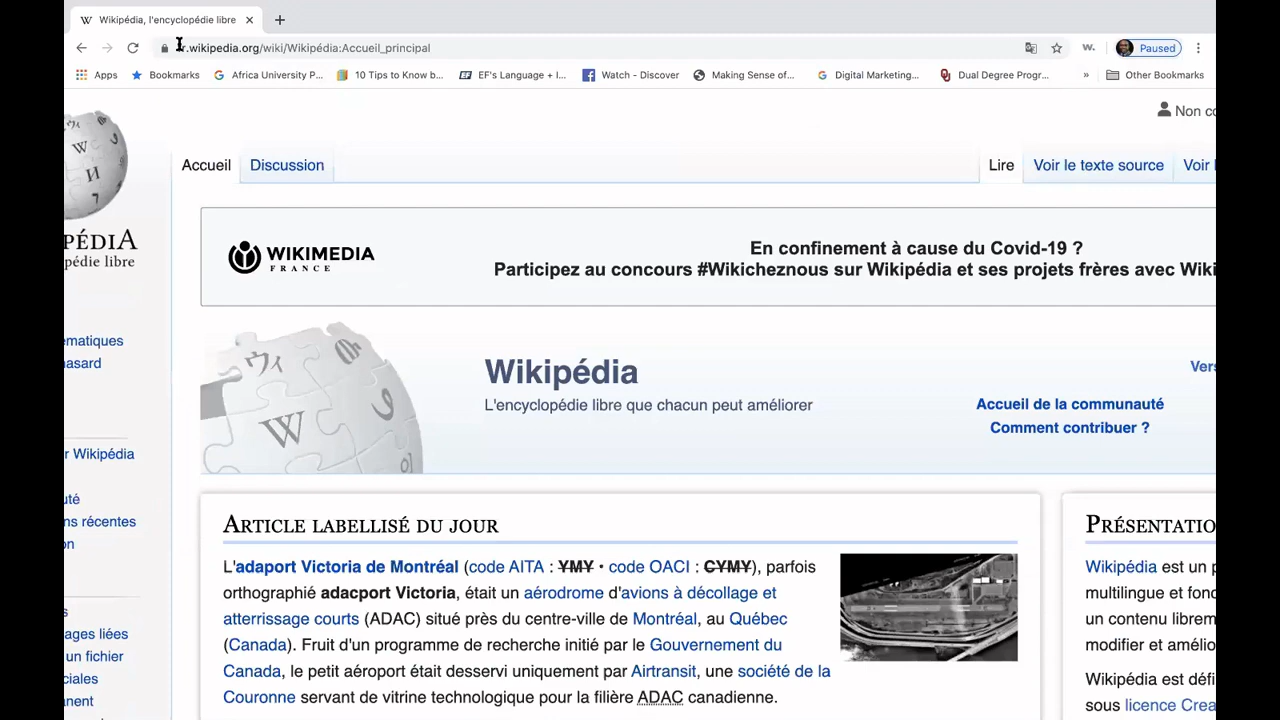 Wikipédia, l'encyclopédie libre
r.wikipedia.org/wiki/Wikipédia:Accueil_principal
W.
Paused
Apps
Bookmarks
Africa University P...
10 Tips to Know b...
EF's Language + I...
Watch - Discover
Making Sense of...
Digital Marketing...
Dual Degree Progr...
»
Other Bookmarks
Non co
PÉDIA
pédie libre
Accueil
Discussion
Lire
Voir le texte source
Voir l
WIKIMEDIA
FRANCE
En confinement à cause du Covid-19 ?
Participez au concours #Wikicheznous sur Wikipédia et ses projets frères avec Wiki
ématiques
hasard
Wikipédia
L'encyclopédie libre que chacun peut améliorer
Vers
Accueil de la communauté
Comment contribuer ?
r Wikipédia
uté
ns récentes
on
ages liées
un fichier
ciales
anent
Article labellisé du jour
L'adaport Victoria de Montréal (code AITA : YMY • code OACI : CYMY), parfois
orthographié adacport Victoria, était un aérodrome d'avions à décollage et
atterrissage courts (ADAC) situé près du centre-ville de Montréal, au Québec
(Canada). Fruit d'un programme de recherche initié par le Gouvernement du
Canada, le petit aéroport était desservi uniquement par Airtransit, une société de la
Couronne servant de vitrine technologique pour la filière ADAC canadienne.
Présentatio
Wikipédia est un p
multilingue et fond
un contenu librem
modifier et amélio
Wikipédia est défi
sous licence Crea